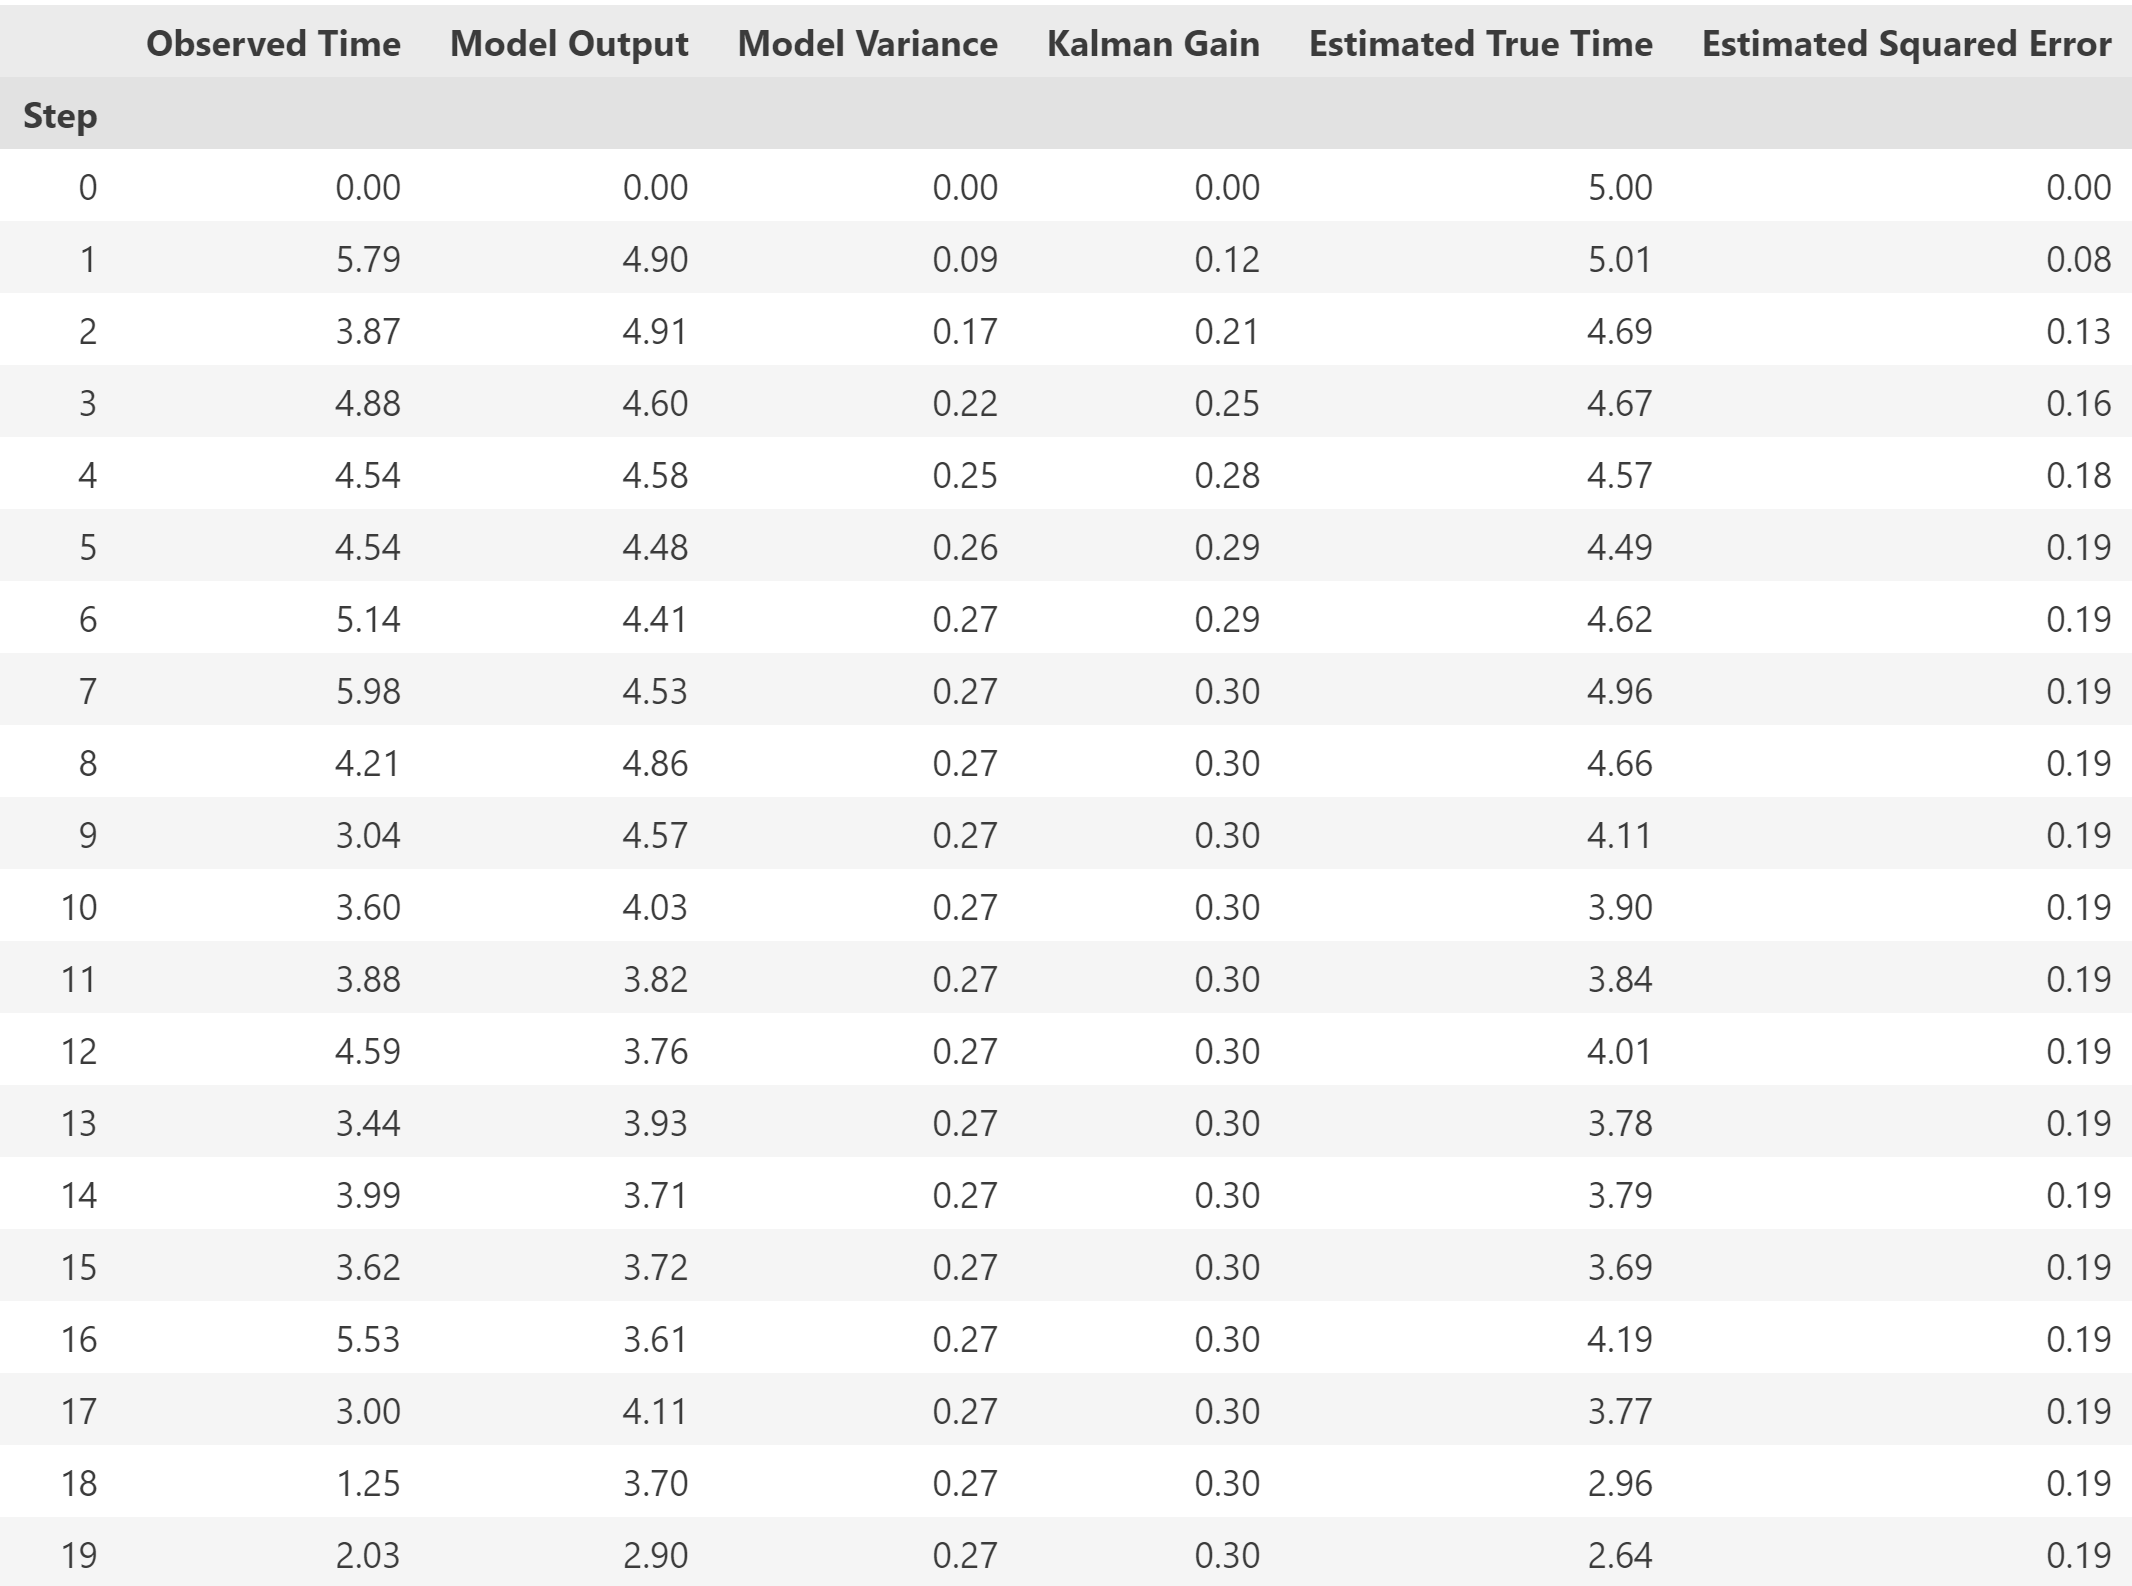 Observed Time Model Output Model Variance Kalman Gain Estimated True Time Estimated Squared Error
Step
0 0.00 0.00 0.00 0.00 5.00 0.00
1 5.79 4.90 0.09 0.12 5.01 0.08
2 3.87 4.91 0.17 0.21 4.69 0.13
3 4.88 4.60 0.22 0.25 4.67 0.16
4 4.54 4.58 0.25 0.28 4.57 0.18
5 4.54 4.48 0.26 0.29 4.49 0.19
6 5.14 4.41 0.27 0.29 4.62 0.19
7 5.98 4.53 0.27 0.30 4.96 0.19
8 4.21 4.86 0.27 0.30 4.66 0.19
9 3.04 4.57 0.27 0.30 4.11 0.19
10 3.60 4.03 0.27 0.30 3.90 0.19
11 3.88 3.82 0.27 0.30 3.84 0.19
12 4.59 3.76 0.27 0.30 4.01 0.19
13 3.44 3.93 0.27 0.30 3.78 0.19
14 3.99 3.71 0.27 0.30 3.79 0.19
15 3.62 3.72 0.27 0.30 3.69 0.19
16 5.53 3.61 0.27 0.30 4.19 0.19
17 3.00 4.11 0.27 0.30 3.77 0.19
18 1.25 3.70 0.27 0.30 2.96 0.19
19 2.03 2.90 0.27 0.30 2.64 0.19